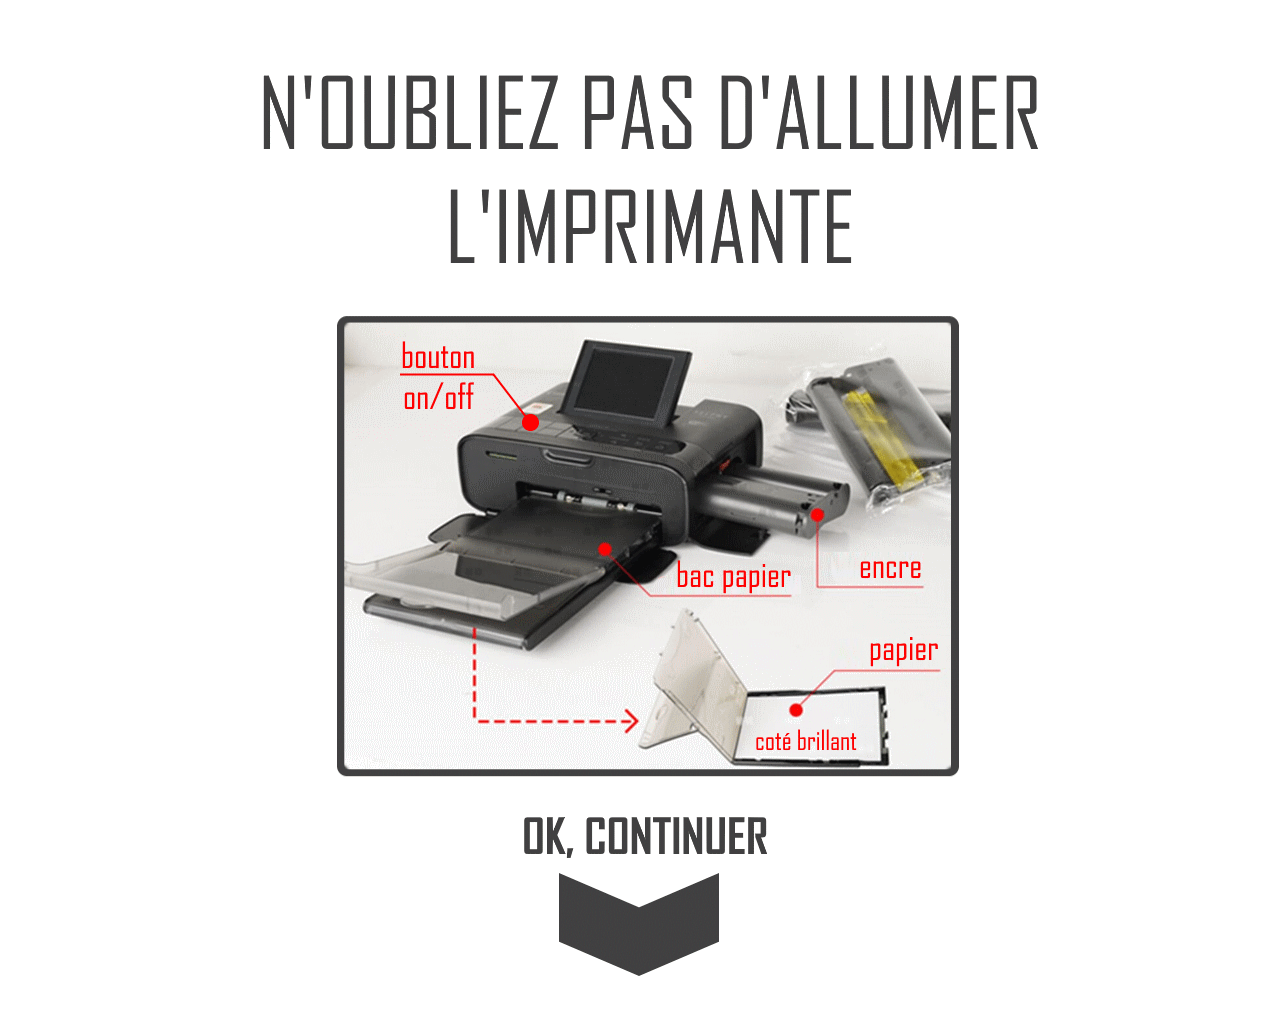 N'OUBLIEZ PAS D'ALLUMER
L'IMPRIMANTE
bouton
on/off
encre
bac papier
papier
coté brillant
OK, CONTINUER